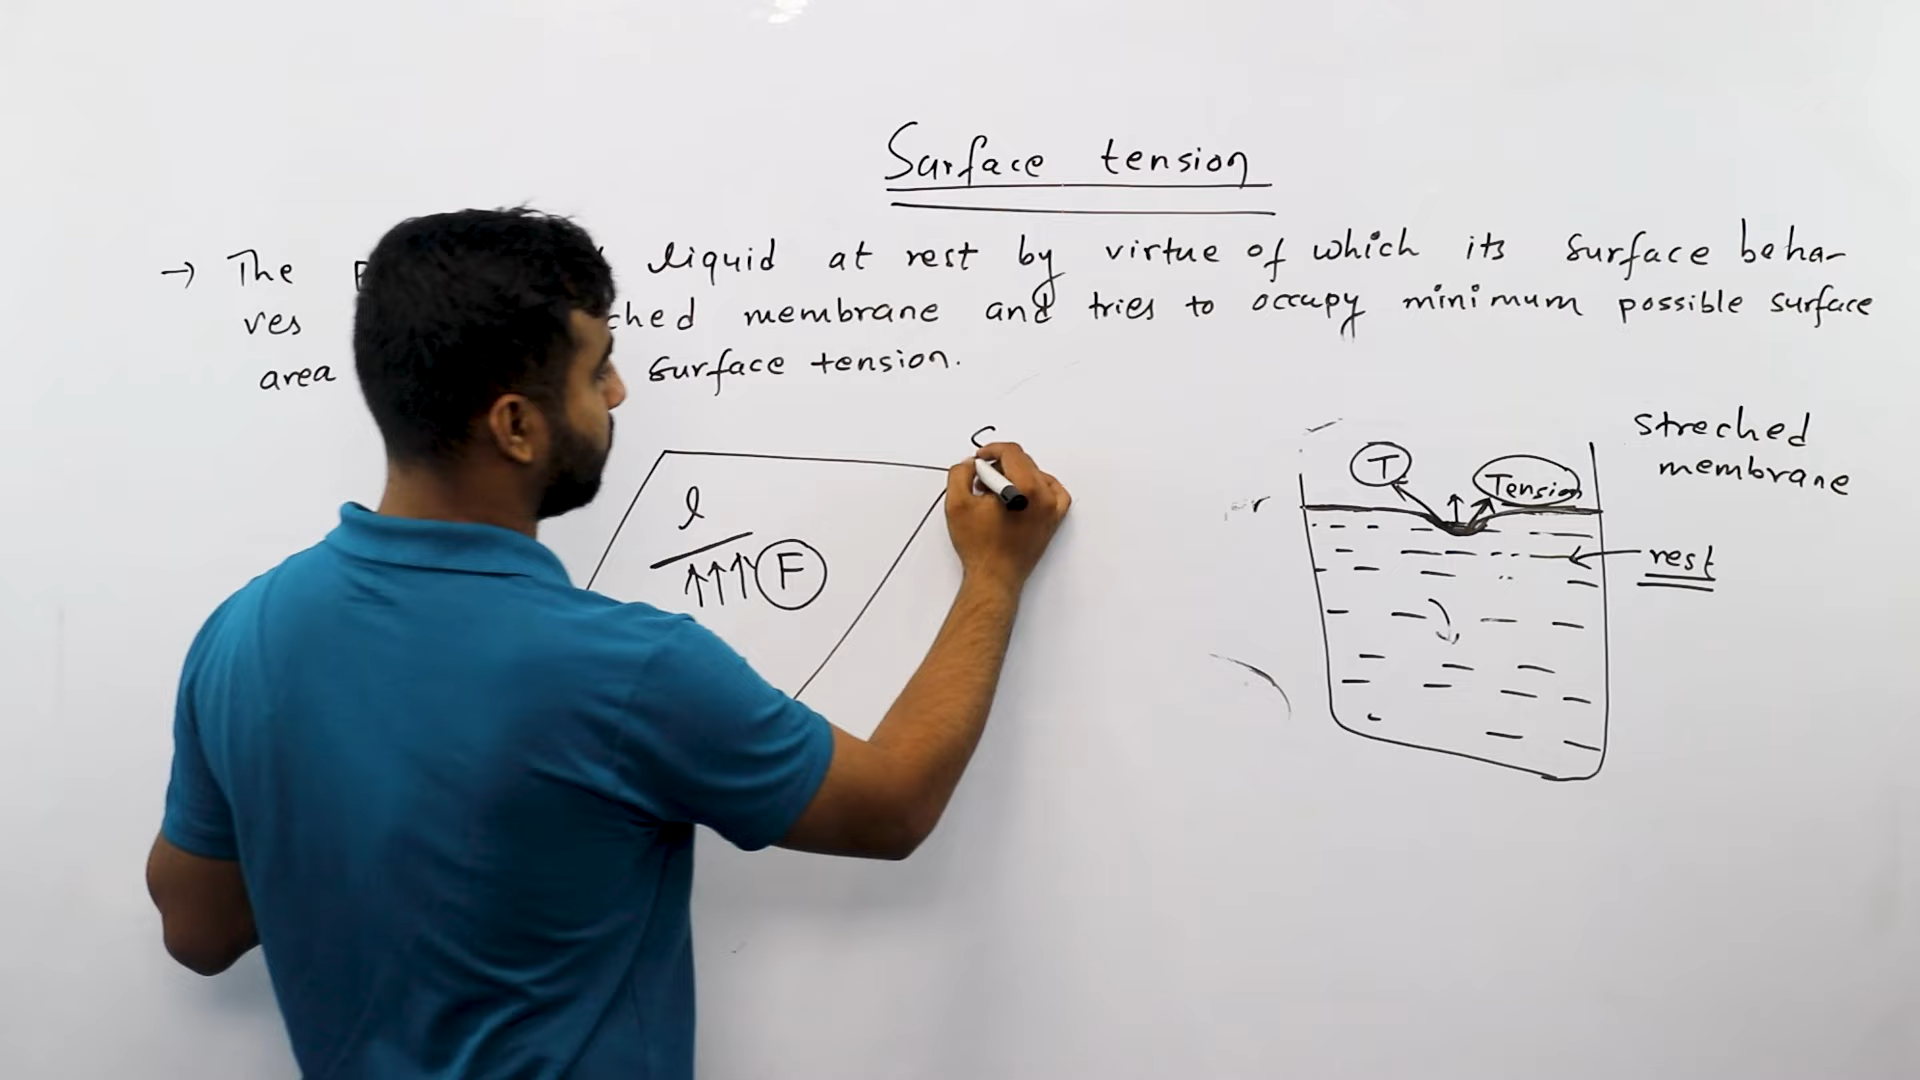 Surface tension
→ The liquid at rest by virtue of which its surface beha-
ves ched membrane and tries to occupy minimum possible surface
area surface tension.
streched
membrane
T
Tension
l
F
rest